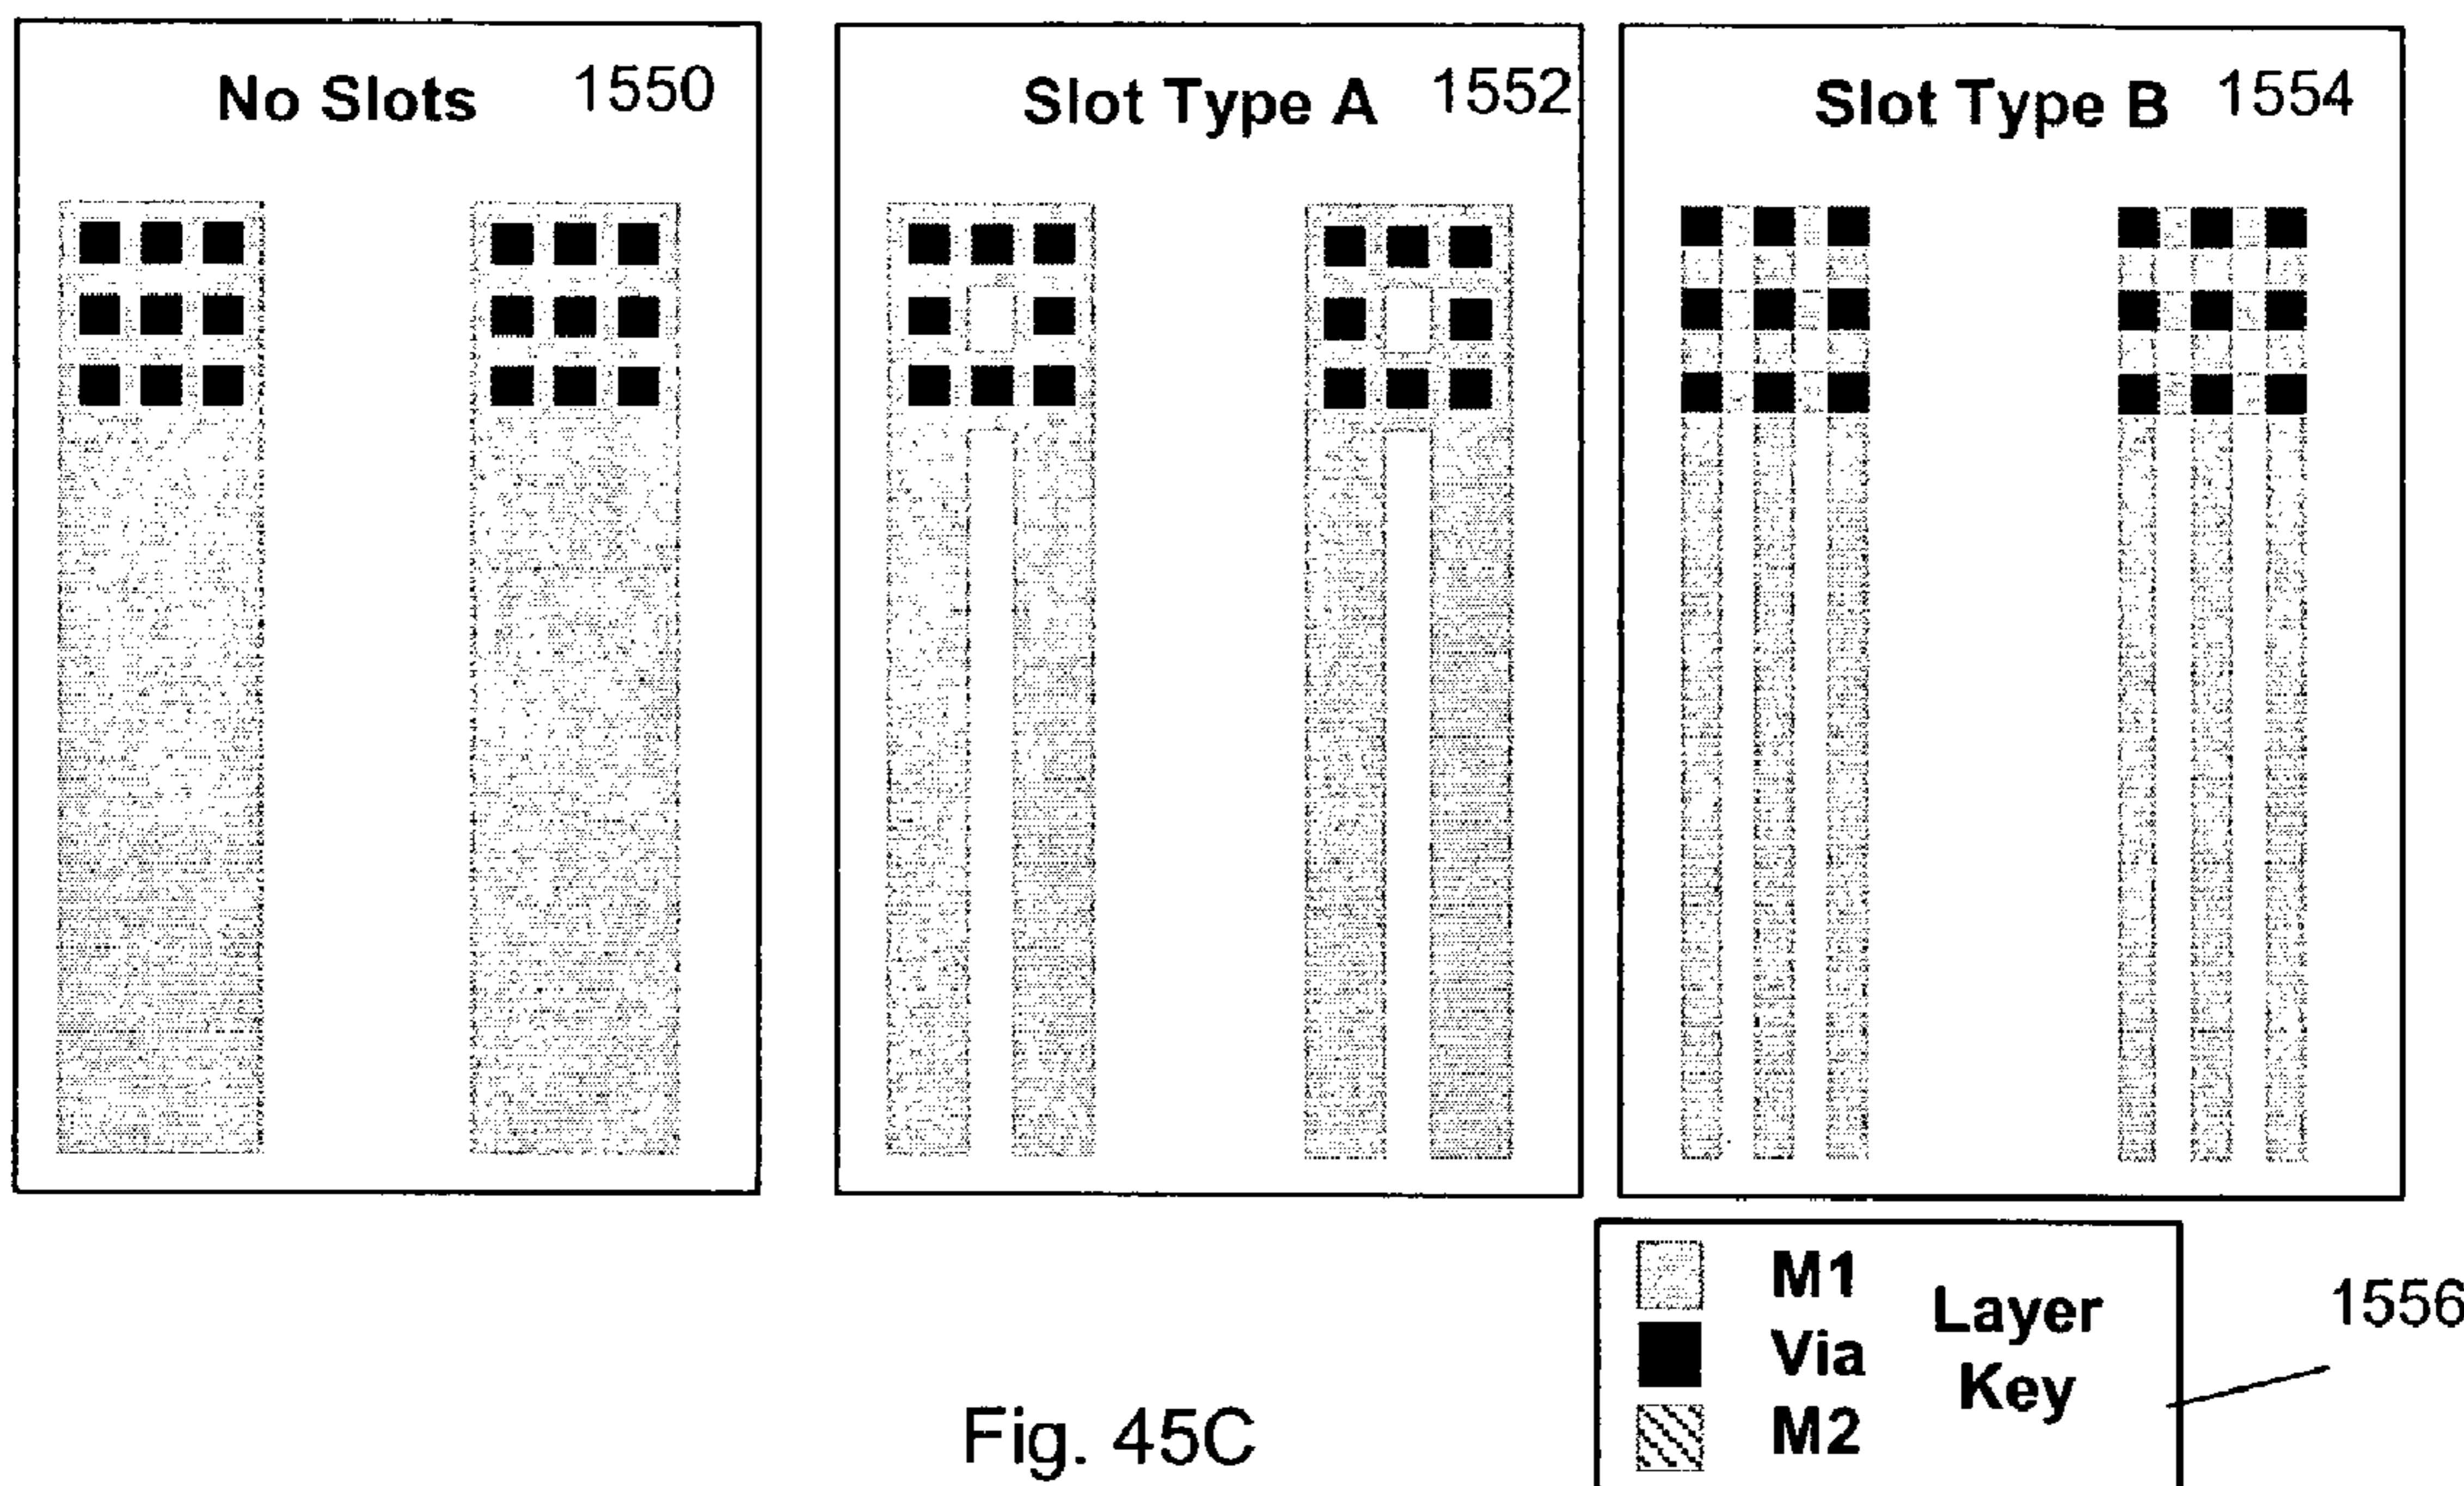 No Slots 1550
Slot Type A 1552
Slot Type B 1554
M1
Via
M2
Layer
Key
1556
Fig. 45C